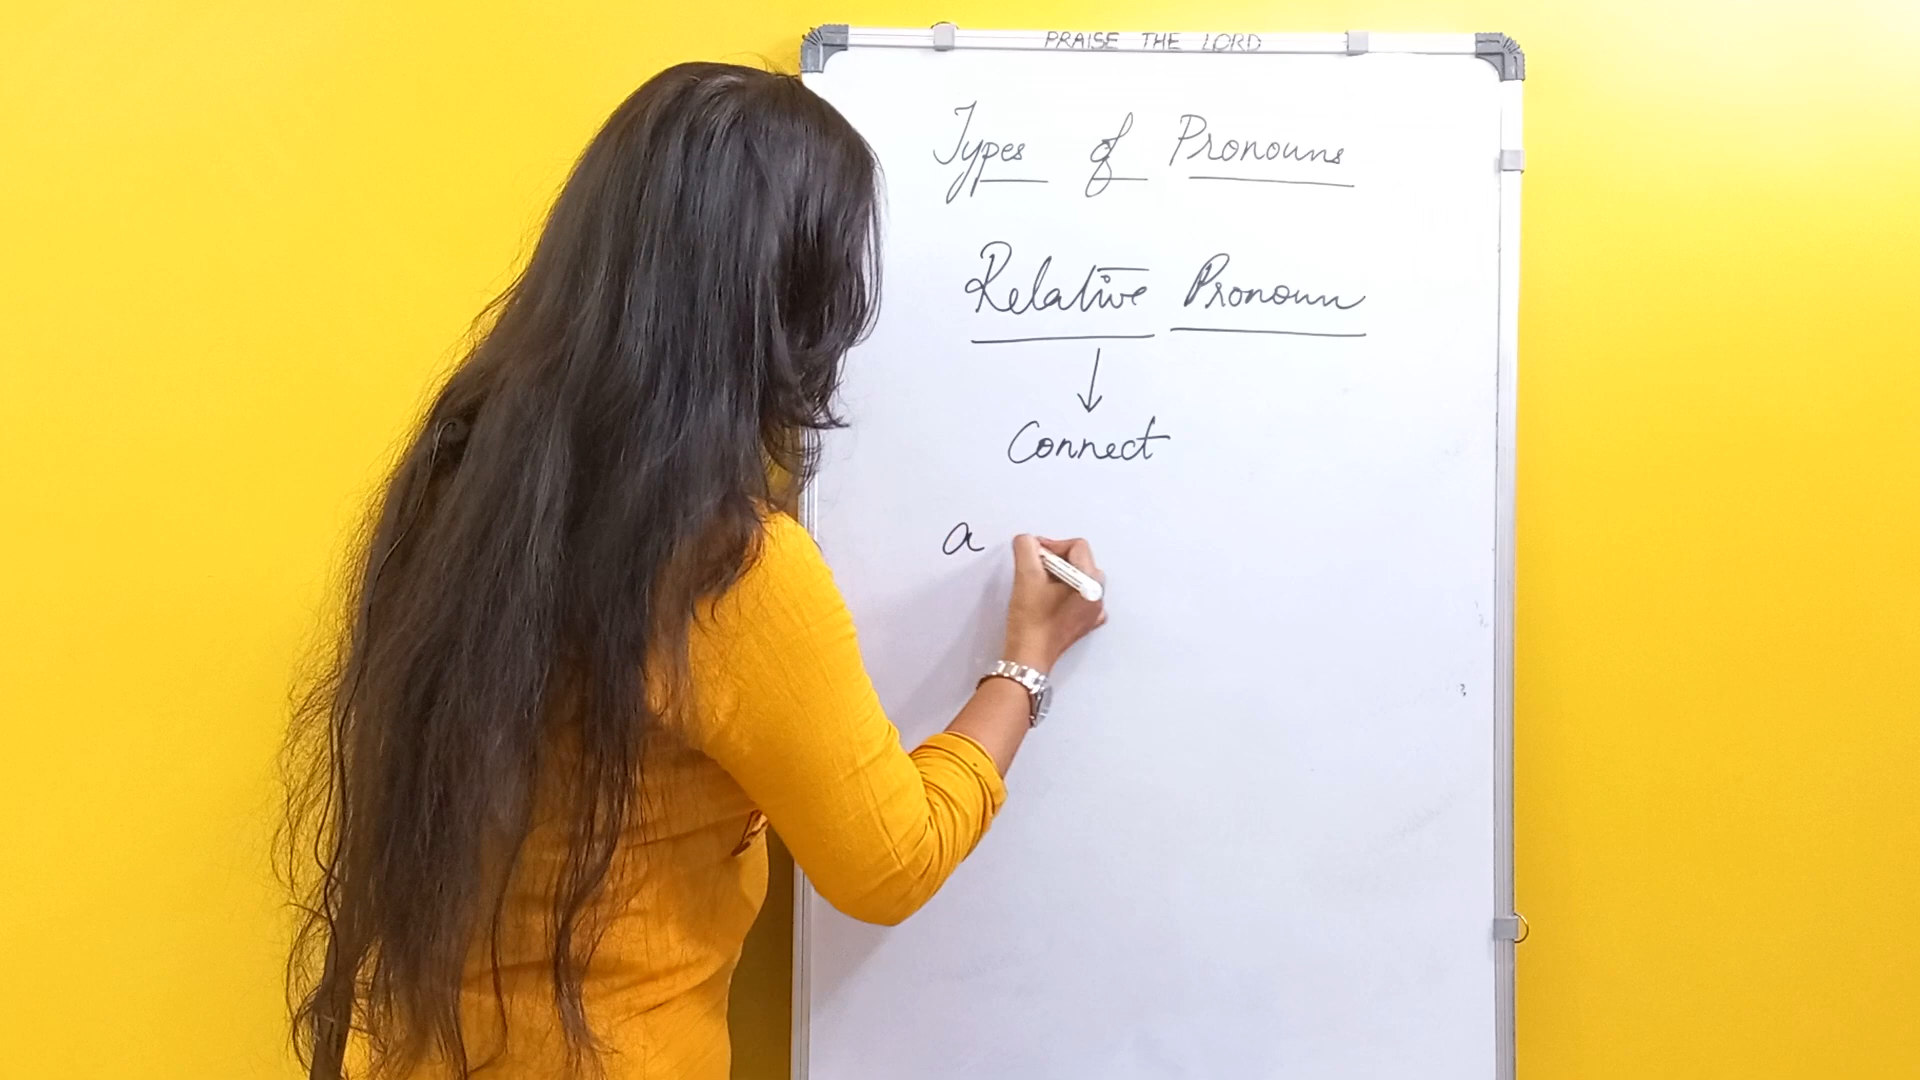 PRAISE THE LORD
Types of Pronouns
Relative Pronoun
Connect
a